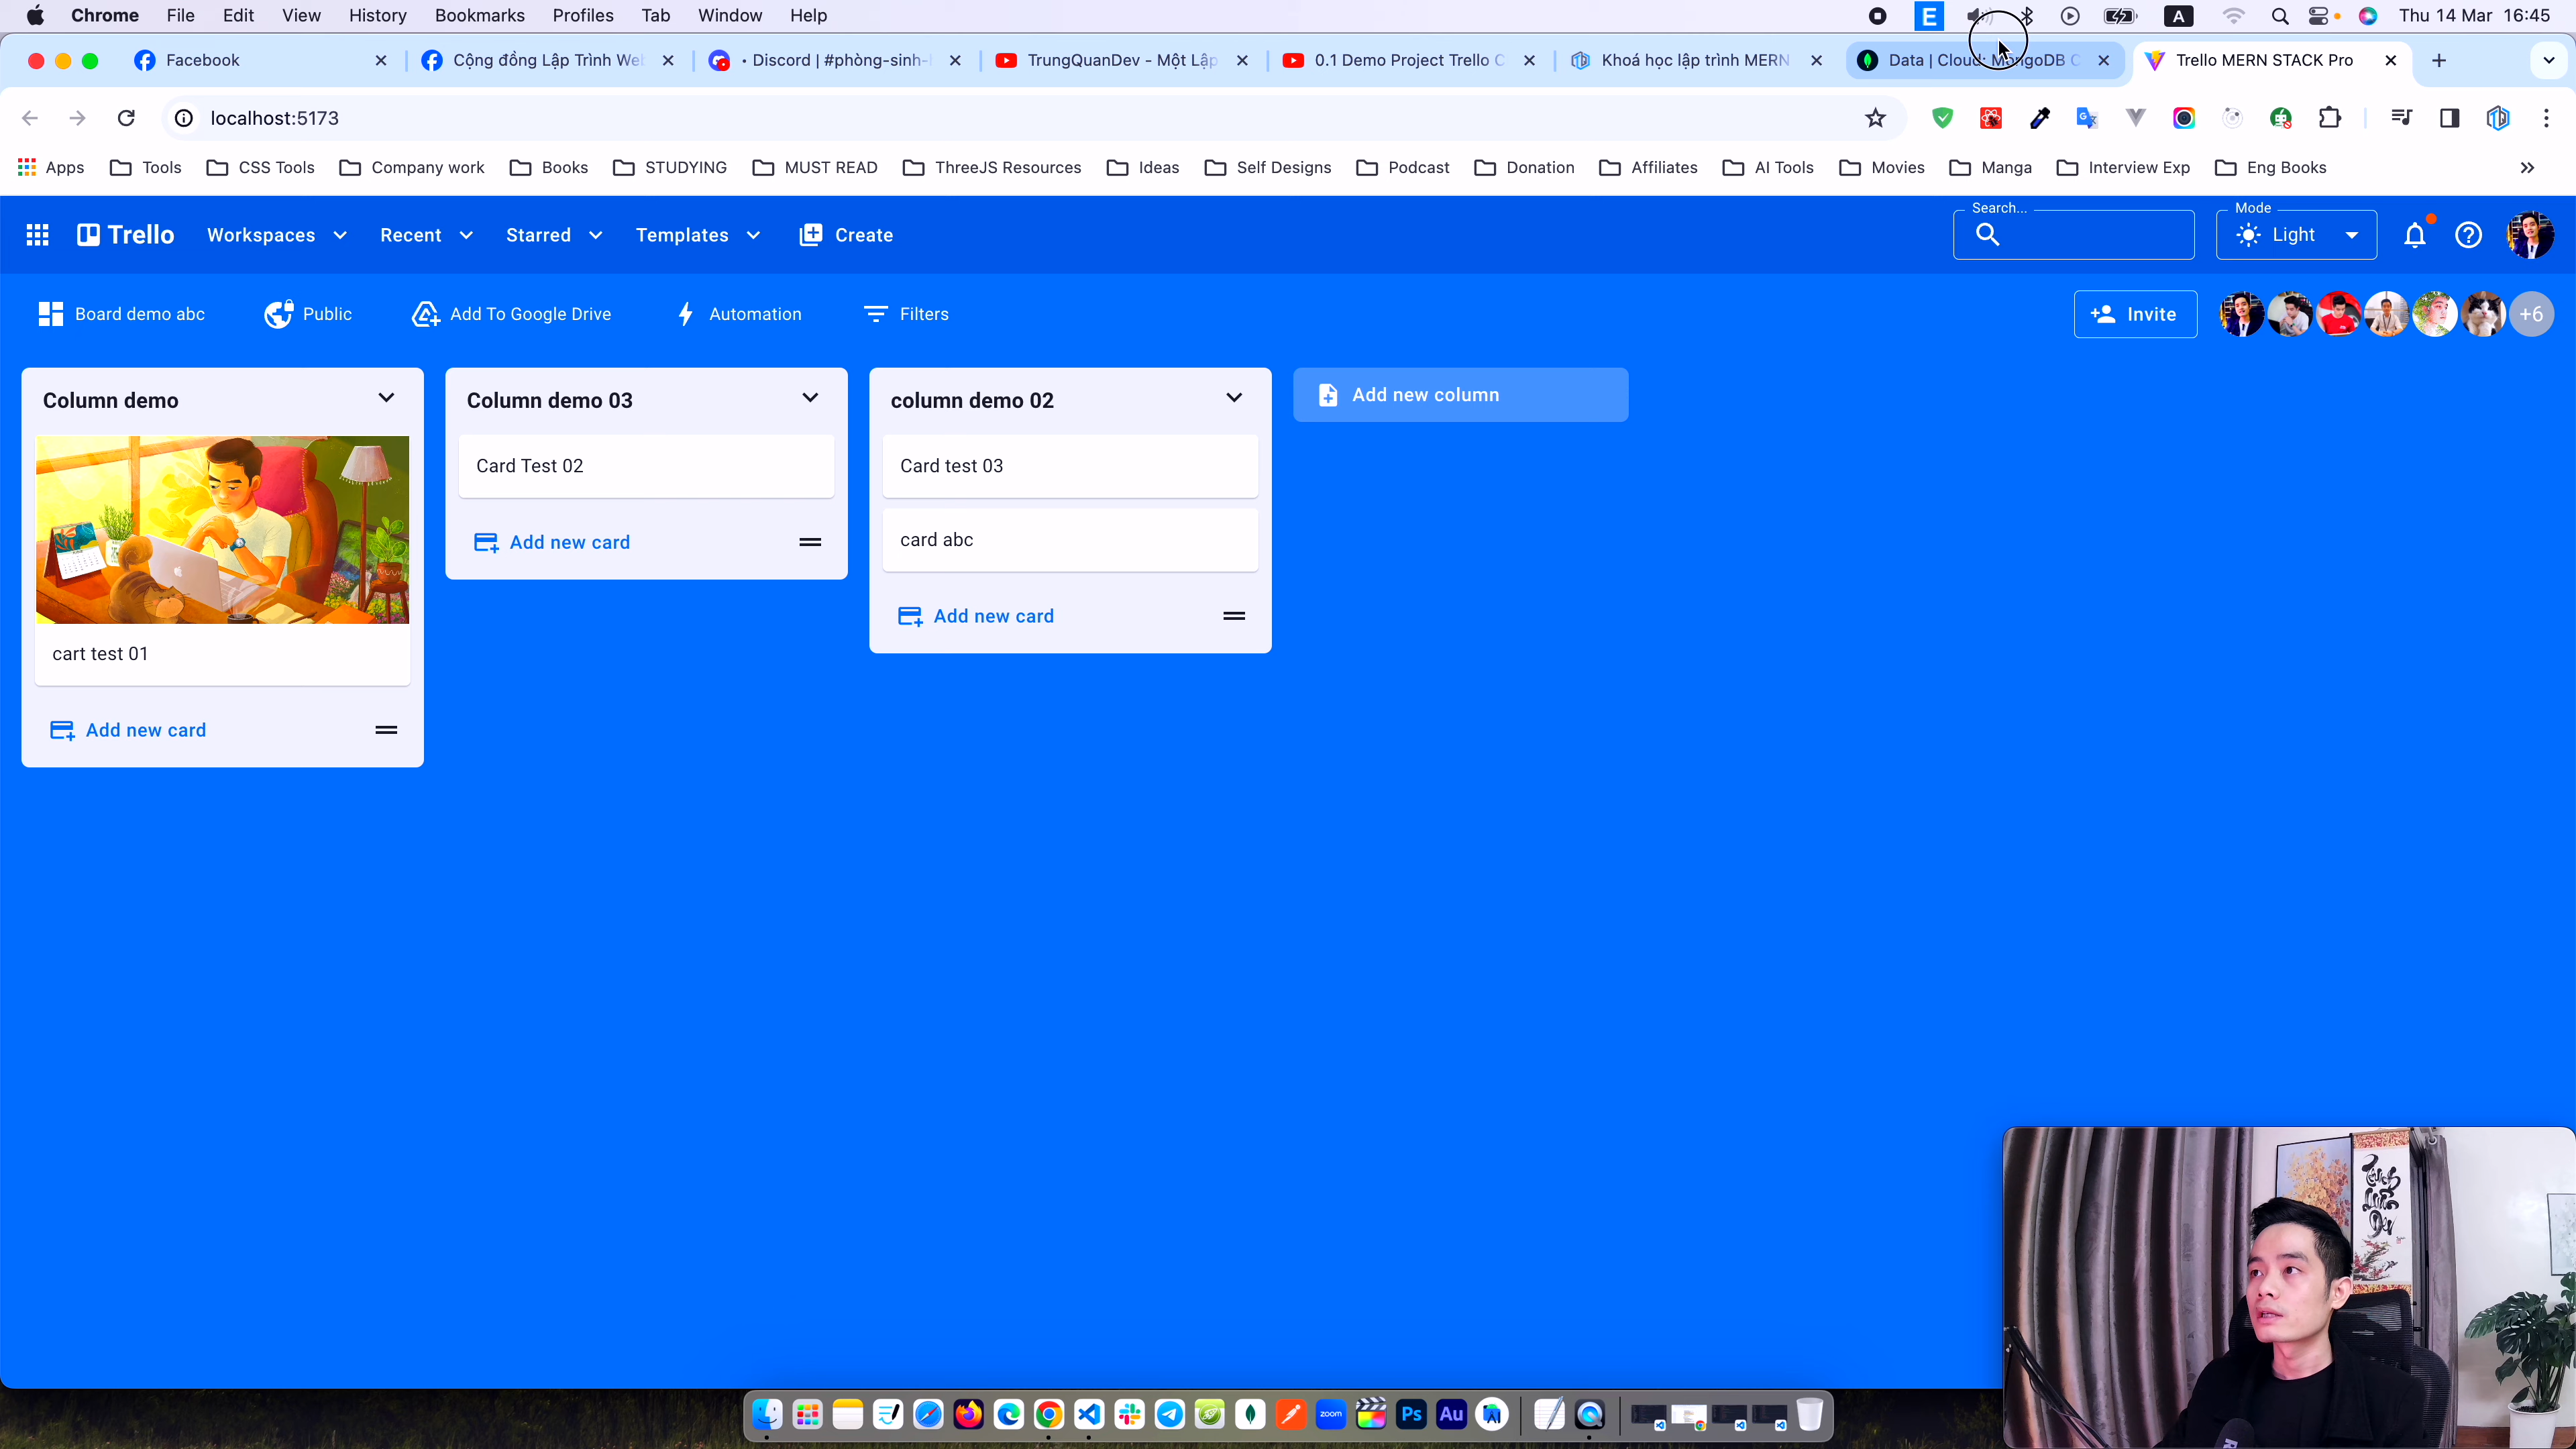 Chrome File Edit View History Bookmarks Profiles Tab Window Help
E A Thu 14 Mar 16:45
Facebook
Cộng đồng Lập Trình We
• Discord | #phòng-sinh-
TrungQuanDev - Một Lập
0.1 Demo Project Trello C
Khoá học lập trình MERN
Data | Cloud: MongoDB C
Trello MERN STACK Pro
localhost:5173
Apps Tools CSS Tools Company work Books STUDYING MUST READ ThreeJS Resources Ideas Self Designs Podcast Donation Affiliates AI Tools Movies Manga Interview Exp Eng Books
Trello Workspaces Recent Starred Templates Create
Search...
Mode
Light
Board demo abc Public Add To Google Drive Automation Filters
Invite
+6
Column demo
cart test 01
Add new card
Column demo 03
Card Test 02
Add new card
column demo 02
Card test 03
card abc
Add new card
Add new column
zoom Ps Au